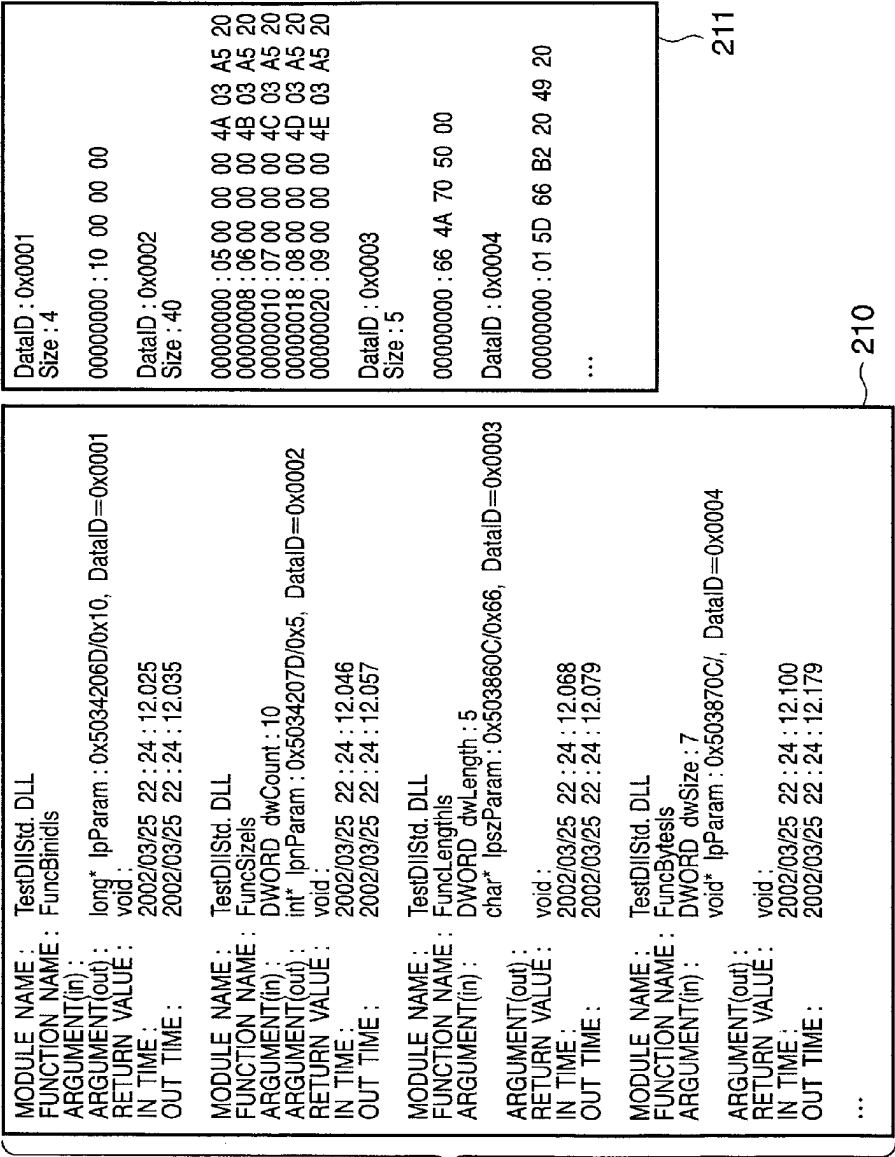 MODULE NAME : TestDllStd. DLL
FUNCTION NAME : FuncBinidIs
ARGUMENT(in) :
ARGUMENT(out) : long* lpParam : 0x5034206D/0x10, DataID=0x0001
RETURN VALUE : void :
IN TIME : 2002/03/25 22 : 24 : 12.025
OUT TIME : 2002/03/25 22 : 24 : 12.035
MODULE NAME : TestDllStd. DLL
FUNCTION NAME : FuncSizeIs
ARGUMENT(in) : DWORD dwCount : 10
ARGUMENT(out) : int* lpnParam : 0x5034207D/0x5, DataID=0x0002
RETURN VALUE : void :
IN TIME : 2002/03/25 22 : 24 : 12.046
OUT TIME : 2002/03/25 22 : 24 : 12.057
MODULE NAME : TestDllStd. DLL
FUNCTION NAME : FuncLengthIs
ARGUMENT(in) : DWORD dwLength : 5
char* lpszParam : 0x503860C/0x66, DataID=0x0003
ARGUMENT(out) :
RETURN VALUE : void :
IN TIME : 2002/03/25 22 : 24 : 12.068
OUT TIME : 2002/03/25 22 : 24 : 12.079
MODULE NAME : TestDllStd. DLL
FUNCTION NAME : FuncBytesIs
ARGUMENT(in) : DWORD dwSize : 7
void* lpParam : 0x503870C/, DataID=0x0004
ARGUMENT(out) :
RETURN VALUE : void :
IN TIME : 2002/03/25 22 : 24 : 12.100
OUT TIME : 2002/03/25 22 : 24 : 12.179
...
210
DataID : 0x0001
Size : 4
00000000 : 10 00 00 00
DataID : 0x0002
Size : 40
00000000 : 05 00 00 00 4A 03 A5 20
00000008 : 06 00 00 00 4B 03 A5 20
00000010 : 07 00 00 00 4C 03 A5 20
00000018 : 08 00 00 00 4D 03 A5 20
00000020 : 09 00 00 00 4E 03 A5 20
DataID : 0x0003
Size : 5
00000000 : 66 4A 70 50 00
DataID : 0x0004
00000000 : 01 5D 66 B2 20 49 20
...
211